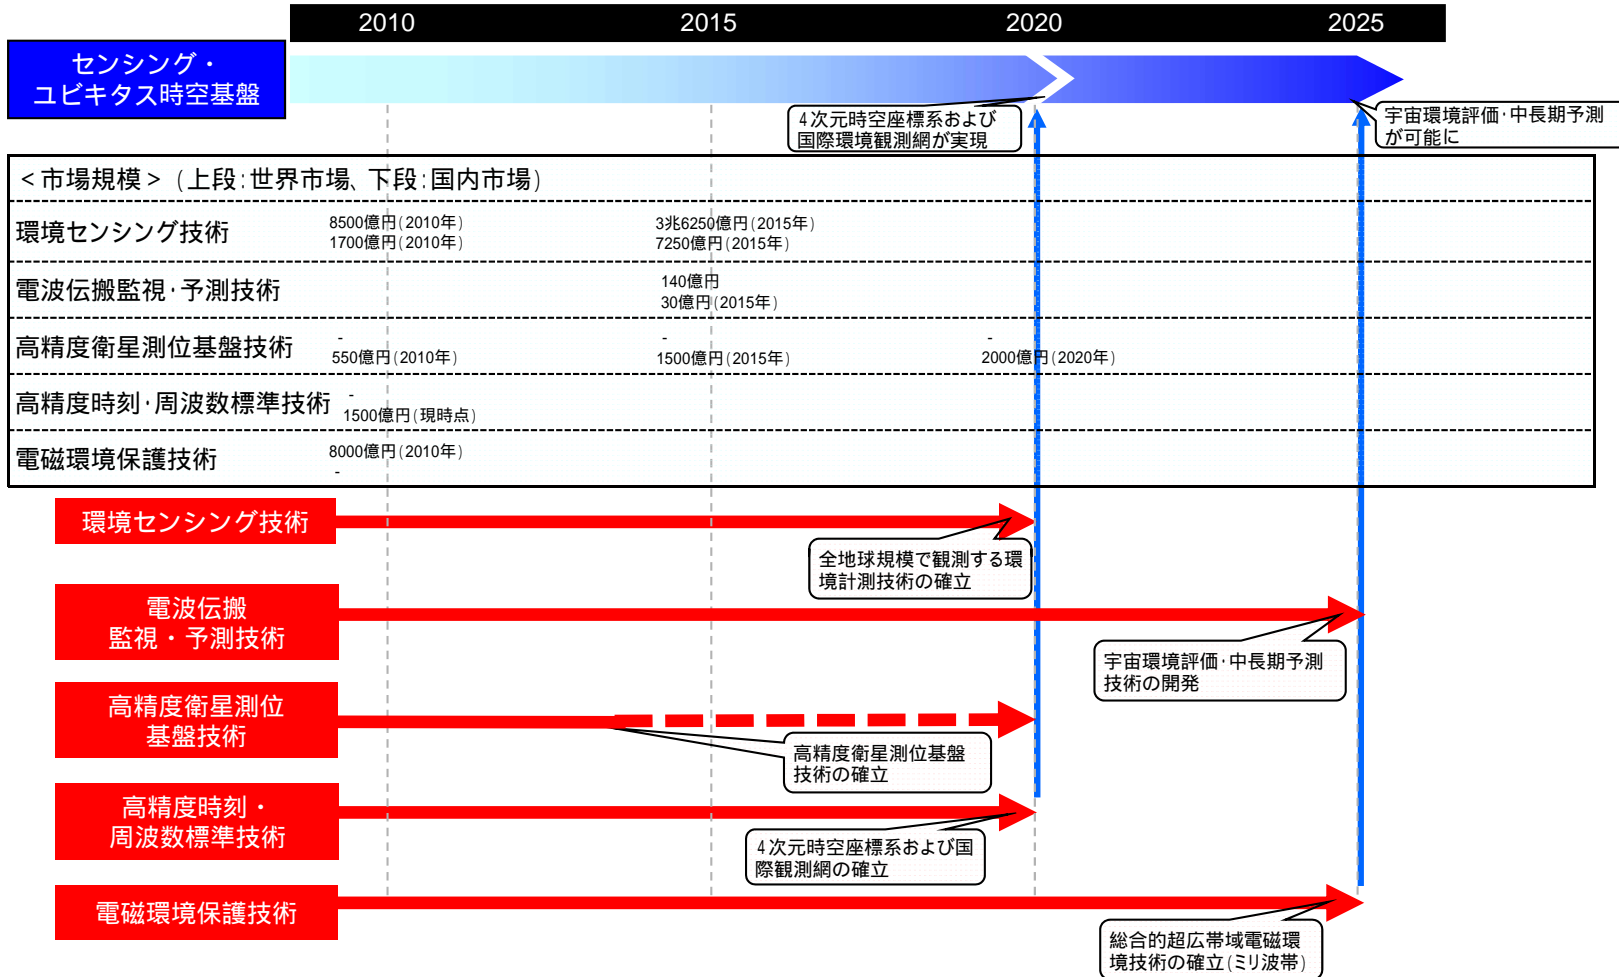 2010 2015 2020 2025
センシング・
ユビキタス時空基盤
4次元時空座標系および
国際環境観測網が実現
宇宙環境評価･中長期予測
が可能に
＜市場規模＞（上段：世界市場、下段：国内市場）
環境センシング技術
8500億円（2010年）
1700億円（2010年）
3兆6250億円（2015年）
7250億円（2015年）
電波伝搬監視･予測技術
140億円
30億円（2015年）
高精度衛星測位基盤技術
-
550億円（2010年）
-
1500億円（2015年）
-
2000億円（2020年）
高精度時刻･周波数標準技術
-
1500億円（現時点）
電磁環境保護技術
8000億円（2010年）
-
環境センシング技術
全地球規模で観測する環
境計測技術の確立
電波伝搬
監視・予測技術
宇宙環境評価･中長期予測
技術の開発
高精度衛星測位
基盤技術
高精度衛星測位基盤
技術の確立
高精度時刻・
周波数標準技術
4次元時空座標系および国
際観測網の確立
電磁環境保護技術
総合的超広帯域電磁環
境技術の確立（ミリ波帯）